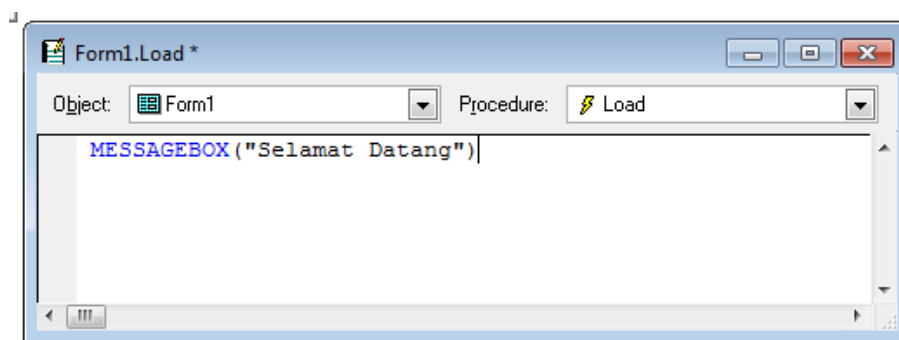 Form1.Load *
Object: Form1 Procedure: Load
MESSAGEBOX("Selamat Datang")